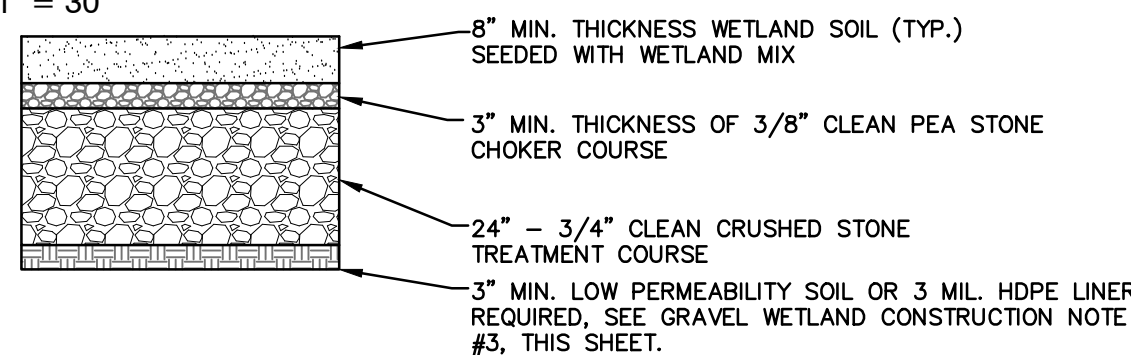 1" = 30'
8" MIN. THICKNESS WETLAND SOIL (TYP.)
SEEDED WITH WETLAND MIX
3" MIN. THICKNESS OF 3/8" CLEAN PEA STONE
CHOKER COURSE
24" – 3/4" CLEAN CRUSHED STONE
TREATMENT COURSE
3" MIN. LOW PERMEABILITY SOIL OR 3 MIL. HDPE LINER
REQUIRED, SEE GRAVEL WETLAND CONSTRUCTION NOTE
#3, THIS SHEET.